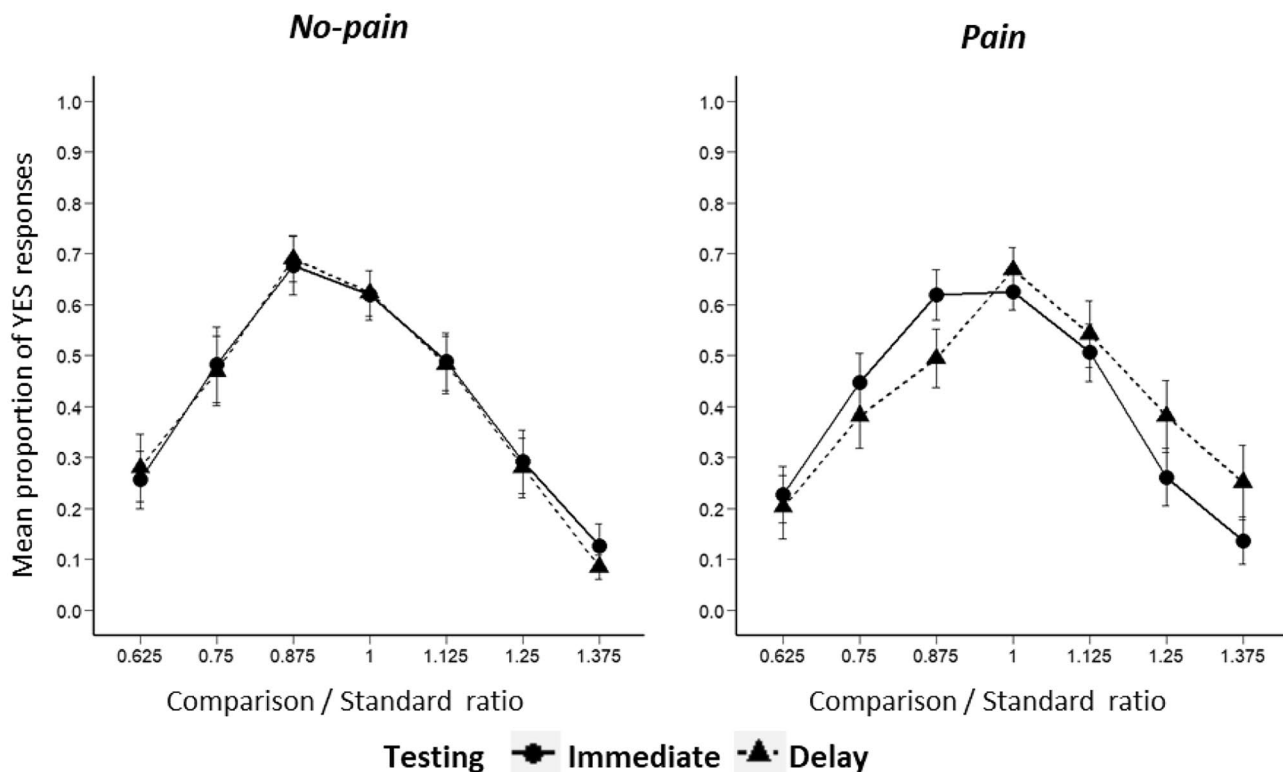 No-pain
Pain
Mean proportion of YES responses
1.0
0.9
0.8
0.7
0.6
0.5
0.4
0.3
0.2
0.1
0.0
0.625 0.75 0.875 1 1.125 1.25 1.375
Comparison / Standard ratio
1.0
0.9
0.8
0.7
0.6
0.5
0.4
0.3
0.2
0.1
0.0
0.625 0.75 0.875 1 1.125 1.25 1.375
Comparison / Standard ratio
Testing Immediate Delay